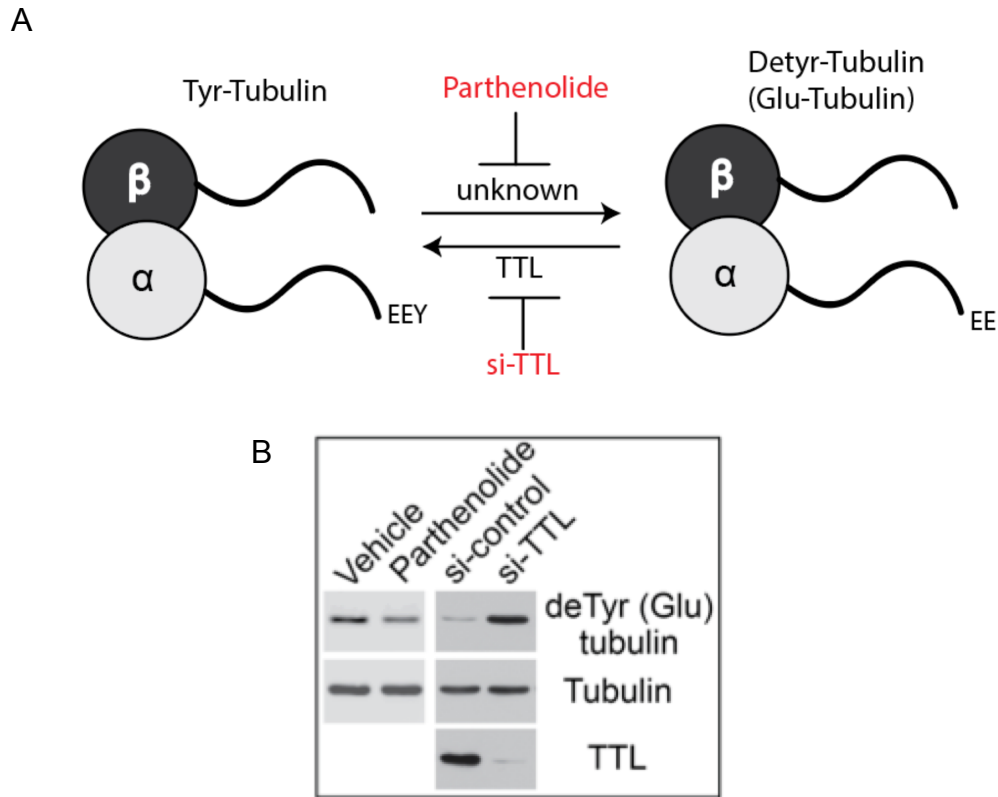 A
Tyr-Tubulin
Parthenolide
Detyr-Tubulin
(Glu-Tubulin)
β
unknown
β
α
TTL
α
EEY
EE
si-TTL
B
Vehicle
Parthenolide
si-control
si-TTL
deTyr (Glu)
tubulin
Tubulin
TTL